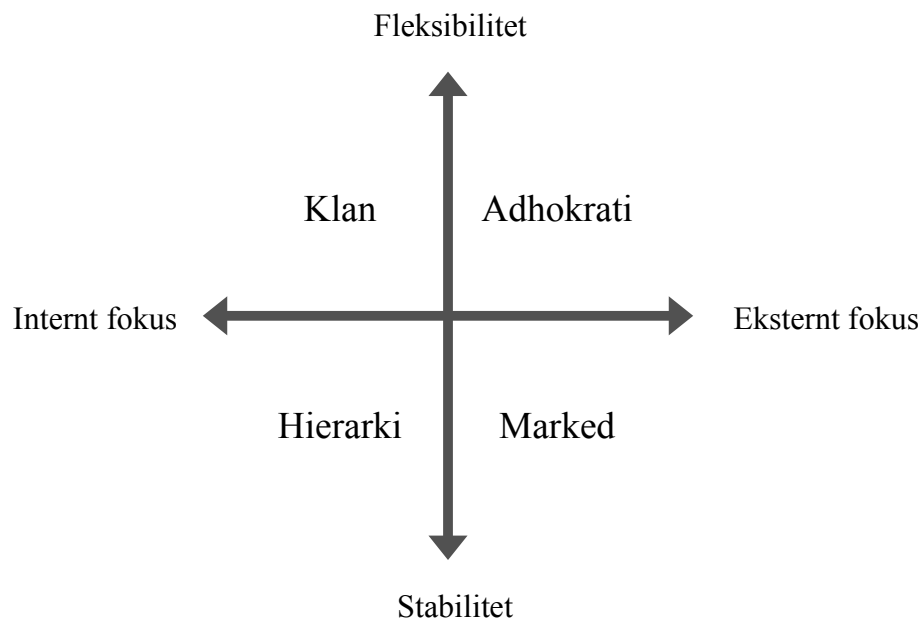 Fleksibilitet
Klan
Adhokrati
Internt fokus
Eksternt fokus
Hierarki
Marked
Stabilitet